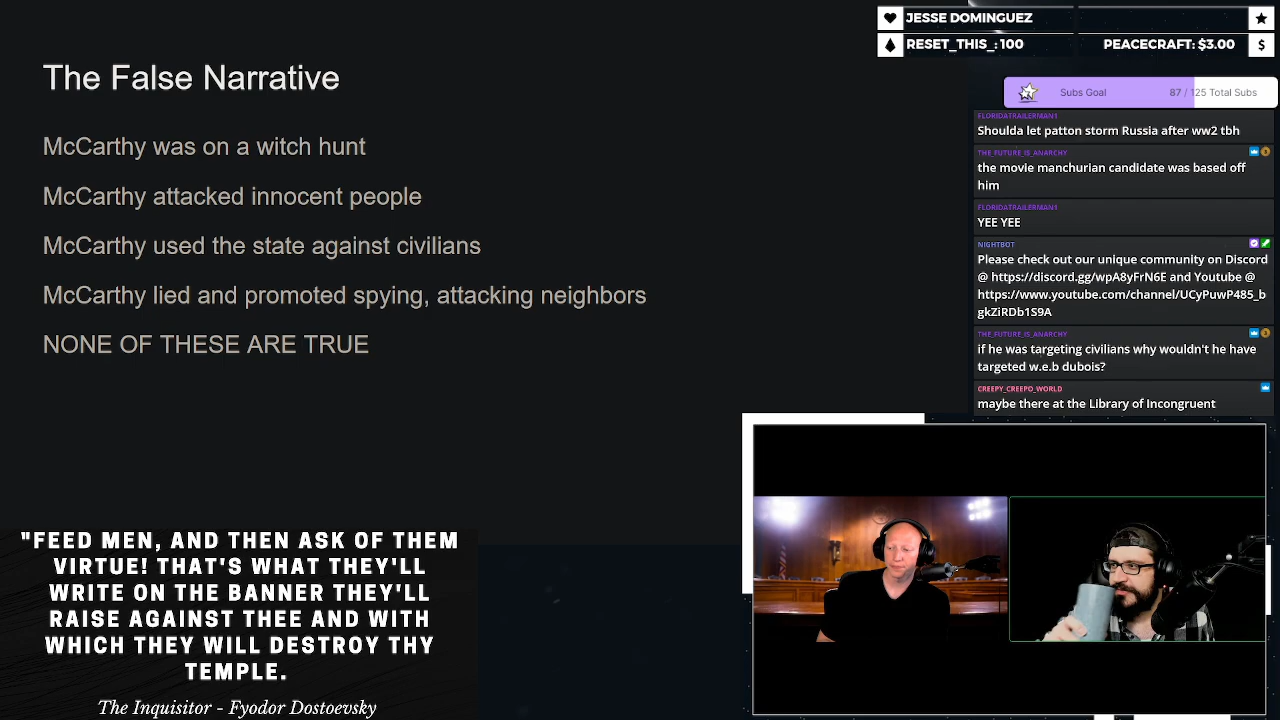 The False Narrative
McCarthy was on a witch hunt
McCarthy attacked innocent people
McCarthy used the state against civilians
McCarthy lied and promoted spying, attacking neighbors
NONE OF THESE ARE TRUE
"FEED MEN, AND THEN ASK OF THEM
VIRTUE! THAT'S WHAT THEY'LL
WRITE ON THE BANNER THEY'LL
RAISE AGAINST THEE AND WITH
WHICH THEY WILL DESTROY THY
TEMPLE.
The Inquisitor - Fyodor Dostoevsky
JESSE DOMINGUEZ
RESET_THIS_: 100
PEACECRAFT: $3.00
$
Subs Goal
87 / 125 Total Subs
FLORIDATRAILERMAN1
Shoulda let patton storm Russia after ww2 tbh
THE_FUTURE_IS_ANARCHY
the movie manchurian candidate was based off
him
FLORIDATRAILERMAN1
YEE YEE
NIGHTBOT
Please check out our unique community on Discord
@ https://discord.gg/wpA8yFrN6E and Youtube @
https://www.youtube.com/channel/UCyPuwP485_b
gkZiRDb1S9A
THE_FUTURE_IS_ANARCHY
if he was targeting civilians why wouldn't he have
targeted w.e.b dubois?
CREEPY_CREEPO_WORLD
maybe there at the Library of Incongruent